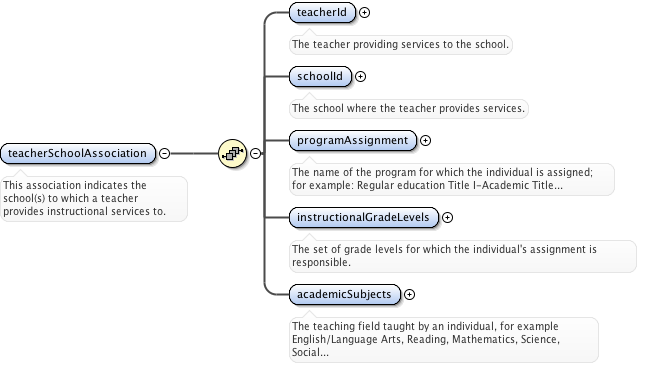 teacherId
The teacher providing services to the school.
schoolId
The school where the teacher provides services.
programAssignment
The name of the program for which the individual is assigned;
for example: Regular education Title I-Academic Title...
teacherSchoolAssociation
This association indicates the
school(s) to which a teacher
provides instructional services to.
instructionalGradeLevels
The set of grade levels for which the individual's assignment is
responsible.
academicSubjects
The teaching field taught by an individual, for example
English/Language Arts, Reading, Mathematics, Science,
Social...